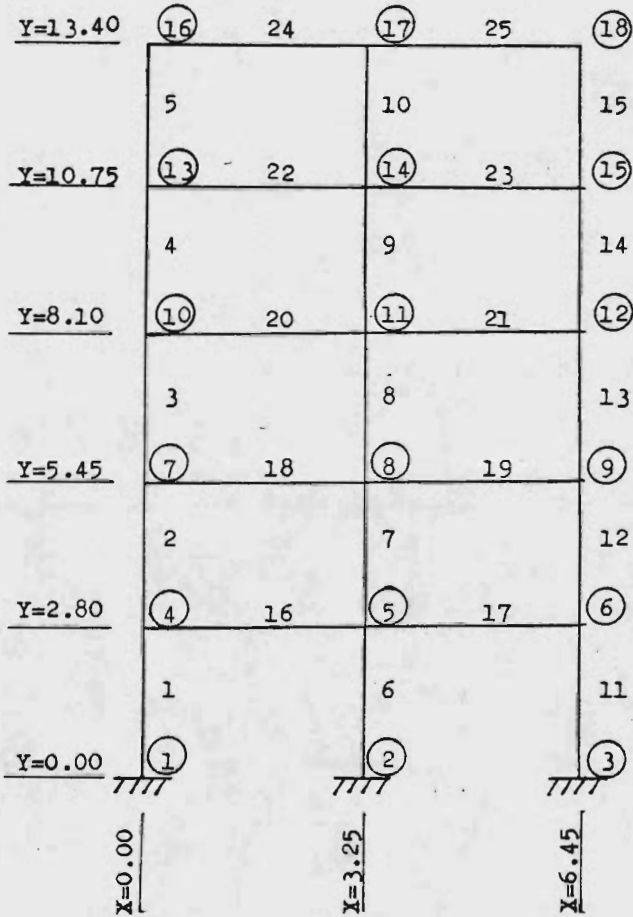 Y=13.40 16 24 17 25 18
5 10 15
Y=10.75 13 22 14 23 15
4 9 14
Y=8.10 10 20 11 21 12
3 8 13
Y=5.45 7 18 8 19 9
2 7 12
Y=2.80 4 16 5 17 6
1 6 11
Y=0.00 1 2 3
X=0.00 X=3.25 X=6.45